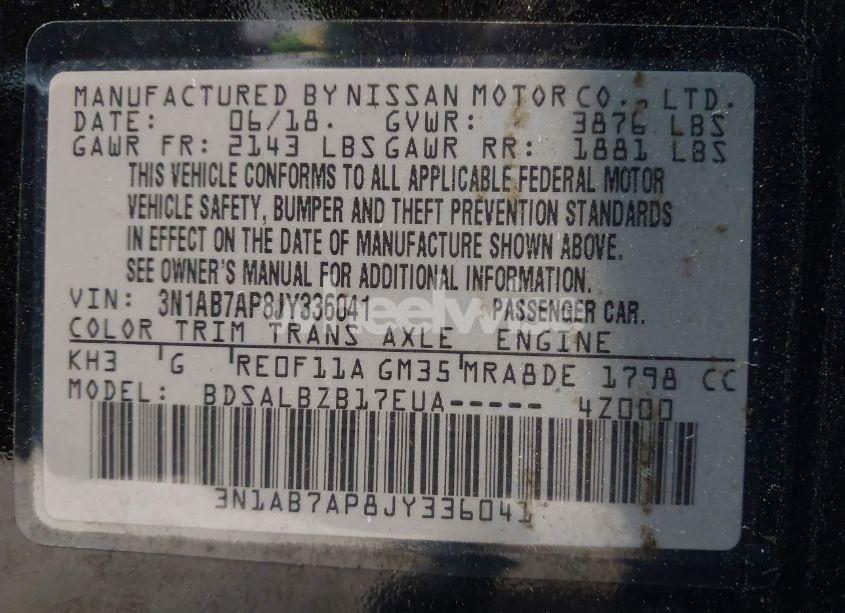 MANUFACTURED BY NISSAN MOTOR CO., LTD.
DATE: 06/18. GVWR: 3876 LBS
GAWR FR: 2143 LBS GAWR RR: 1881 LBS
THIS VEHICLE CONFORMS TO ALL APPLICABLE FEDERAL MOTOR
VEHICLE SAFETY, BUMPER AND THEFT PREVENTION STANDARDS
IN EFFECT ON THE DATE OF MANUFACTURE SHOWN ABOVE.
SEE OWNER'S MANUAL FOR ADDITIONAL INFORMATION.
VIN: 3N1AB7AP8JY336041 PASSENGER CAR.
COLOR TRIM TRANS AXLE ENGINE
KH3 G RE0F11A GM35 MRA8DE 1798 CC
MODEL: BDSALBZB17EUA----- 4Z000
3N1AB7AP8JY336041